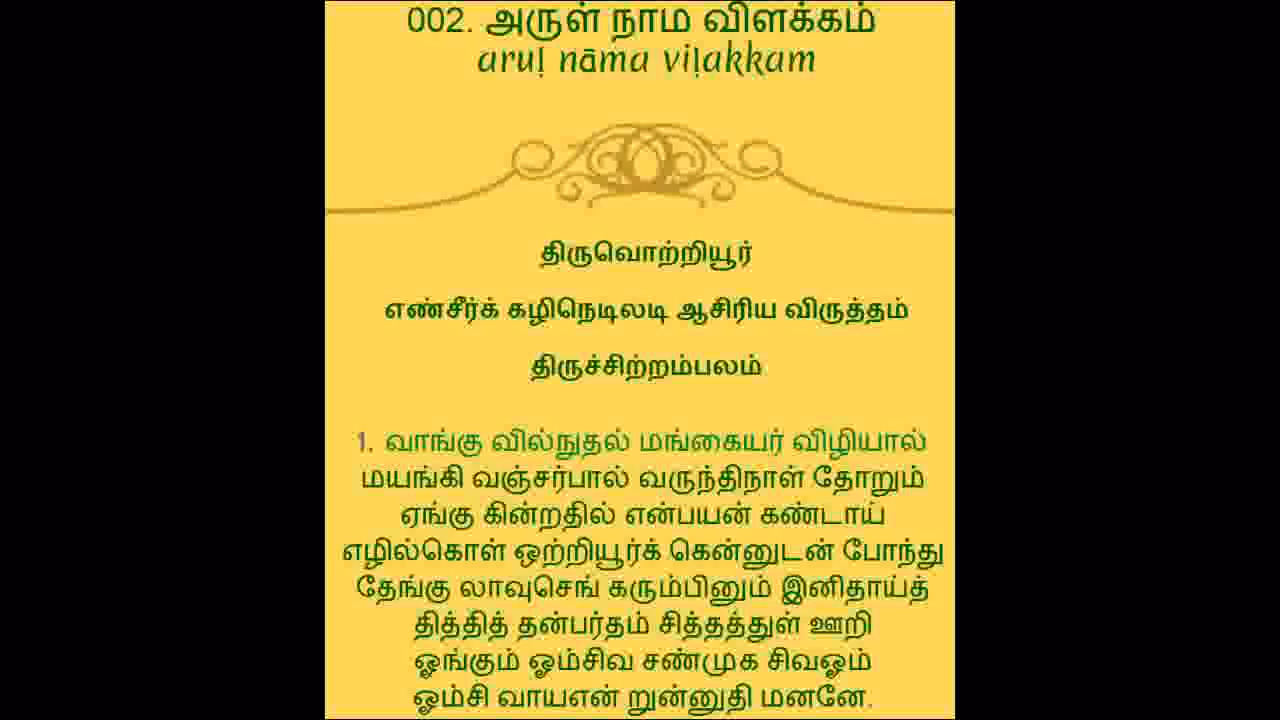 002. அருள் நாம விளக்கம்
aruḷ nāma viḷakkam
திருவொற்றியூர்
எண்சீர்க் கழிநெடிலடி ஆசிரிய விருத்தம்
திருச்சிற்றம்பலம்
1. வாங்கு வில்நுதல் மங்கையர் விழியால்
மயங்கி வஞ்சர்பால் வருந்திநாள் தோறும்
ஏங்கு கின்றதில் என்பயன் கண்டாய்
எழில்கொள் ஒற்றியூர்க் கென்னுடன் போந்து
தேங்கு லாவுசெங் கரும்பினும் இனிதாய்த்
தித்தித் தன்பர்தம் சித்தத்துள் ஊறி
ஓங்கும் ஓம்சிவ சண்முக சிவஓம்
ஓம்சி வாயஎன் றுன்னுதி மனனே.